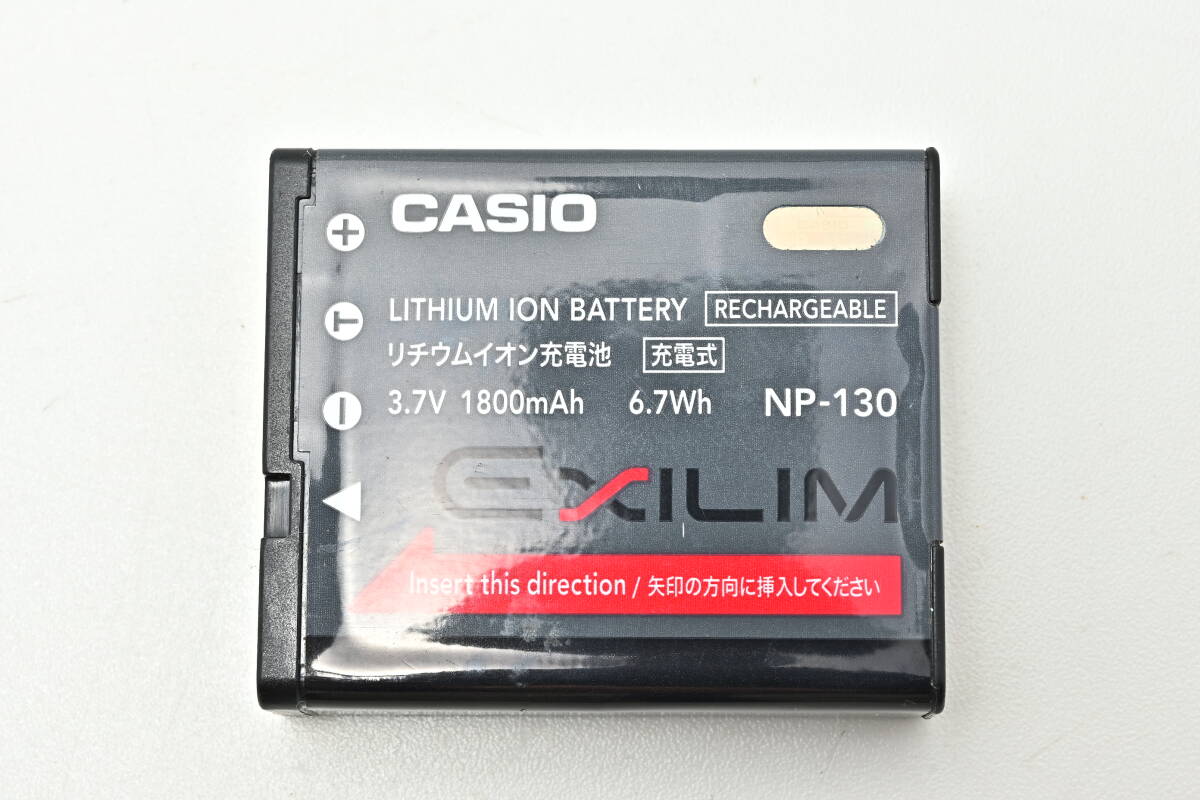 CASIO
+
LITHIUM ION BATTERY RECHARGEABLE
T
リチウムイオン充電池 充電式
3.7V 1800mAh 6.7Wh NP-130
−
EXILIM
Insert this direction / 矢印の方向に挿入してください